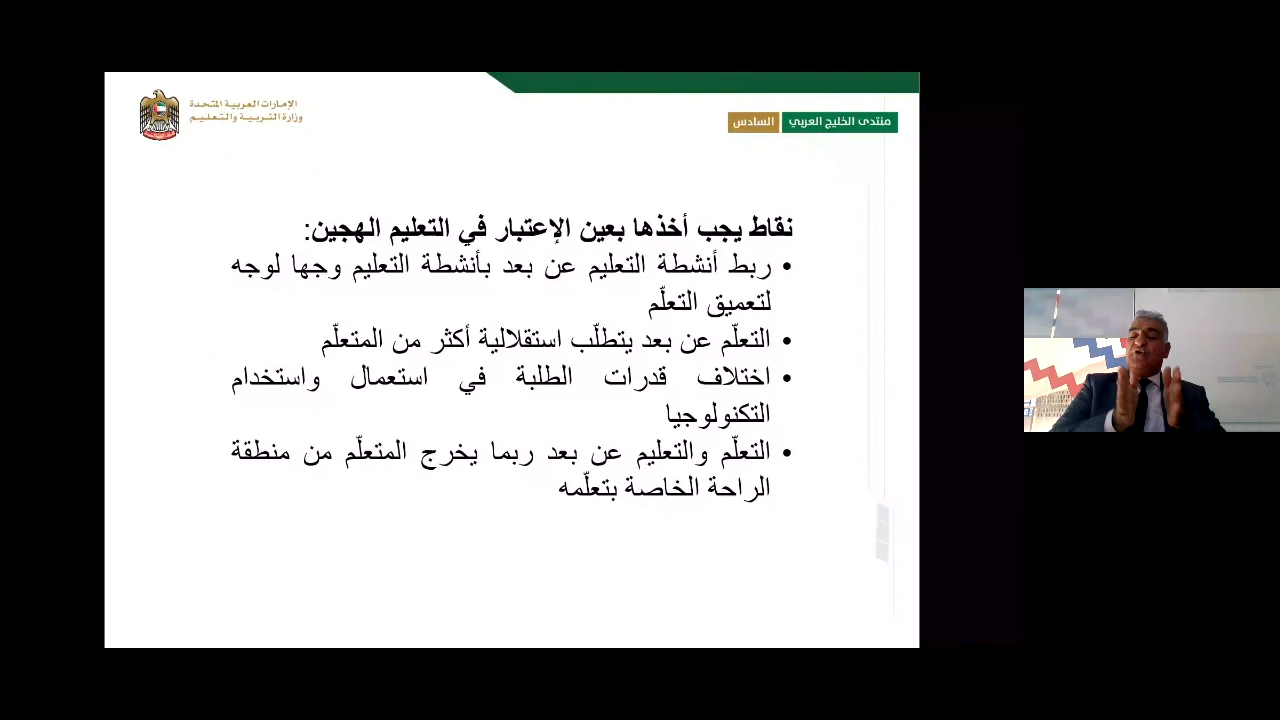 الإمارات العربية المتحدة
وزارة التربية والتعليم
منتدى الخليج العربي السادس
نقاط يجب أخذها بعين الإعتبار في التعليم الهجين:
• ربط أنشطة التعليم عن بعد بأنشطة التعليم وجها لوجه
لتعميق التعلّم
• التعلّم عن بعد يتطلّب استقلالية أكثر من المتعلّم
• اختلاف قدرات الطلبة في استعمال واستخدام
التكنولوجيا
• التعلّم والتعليم عن بعد ربما يخرج المتعلّم من منطقة
الراحة الخاصة بتعلّمه